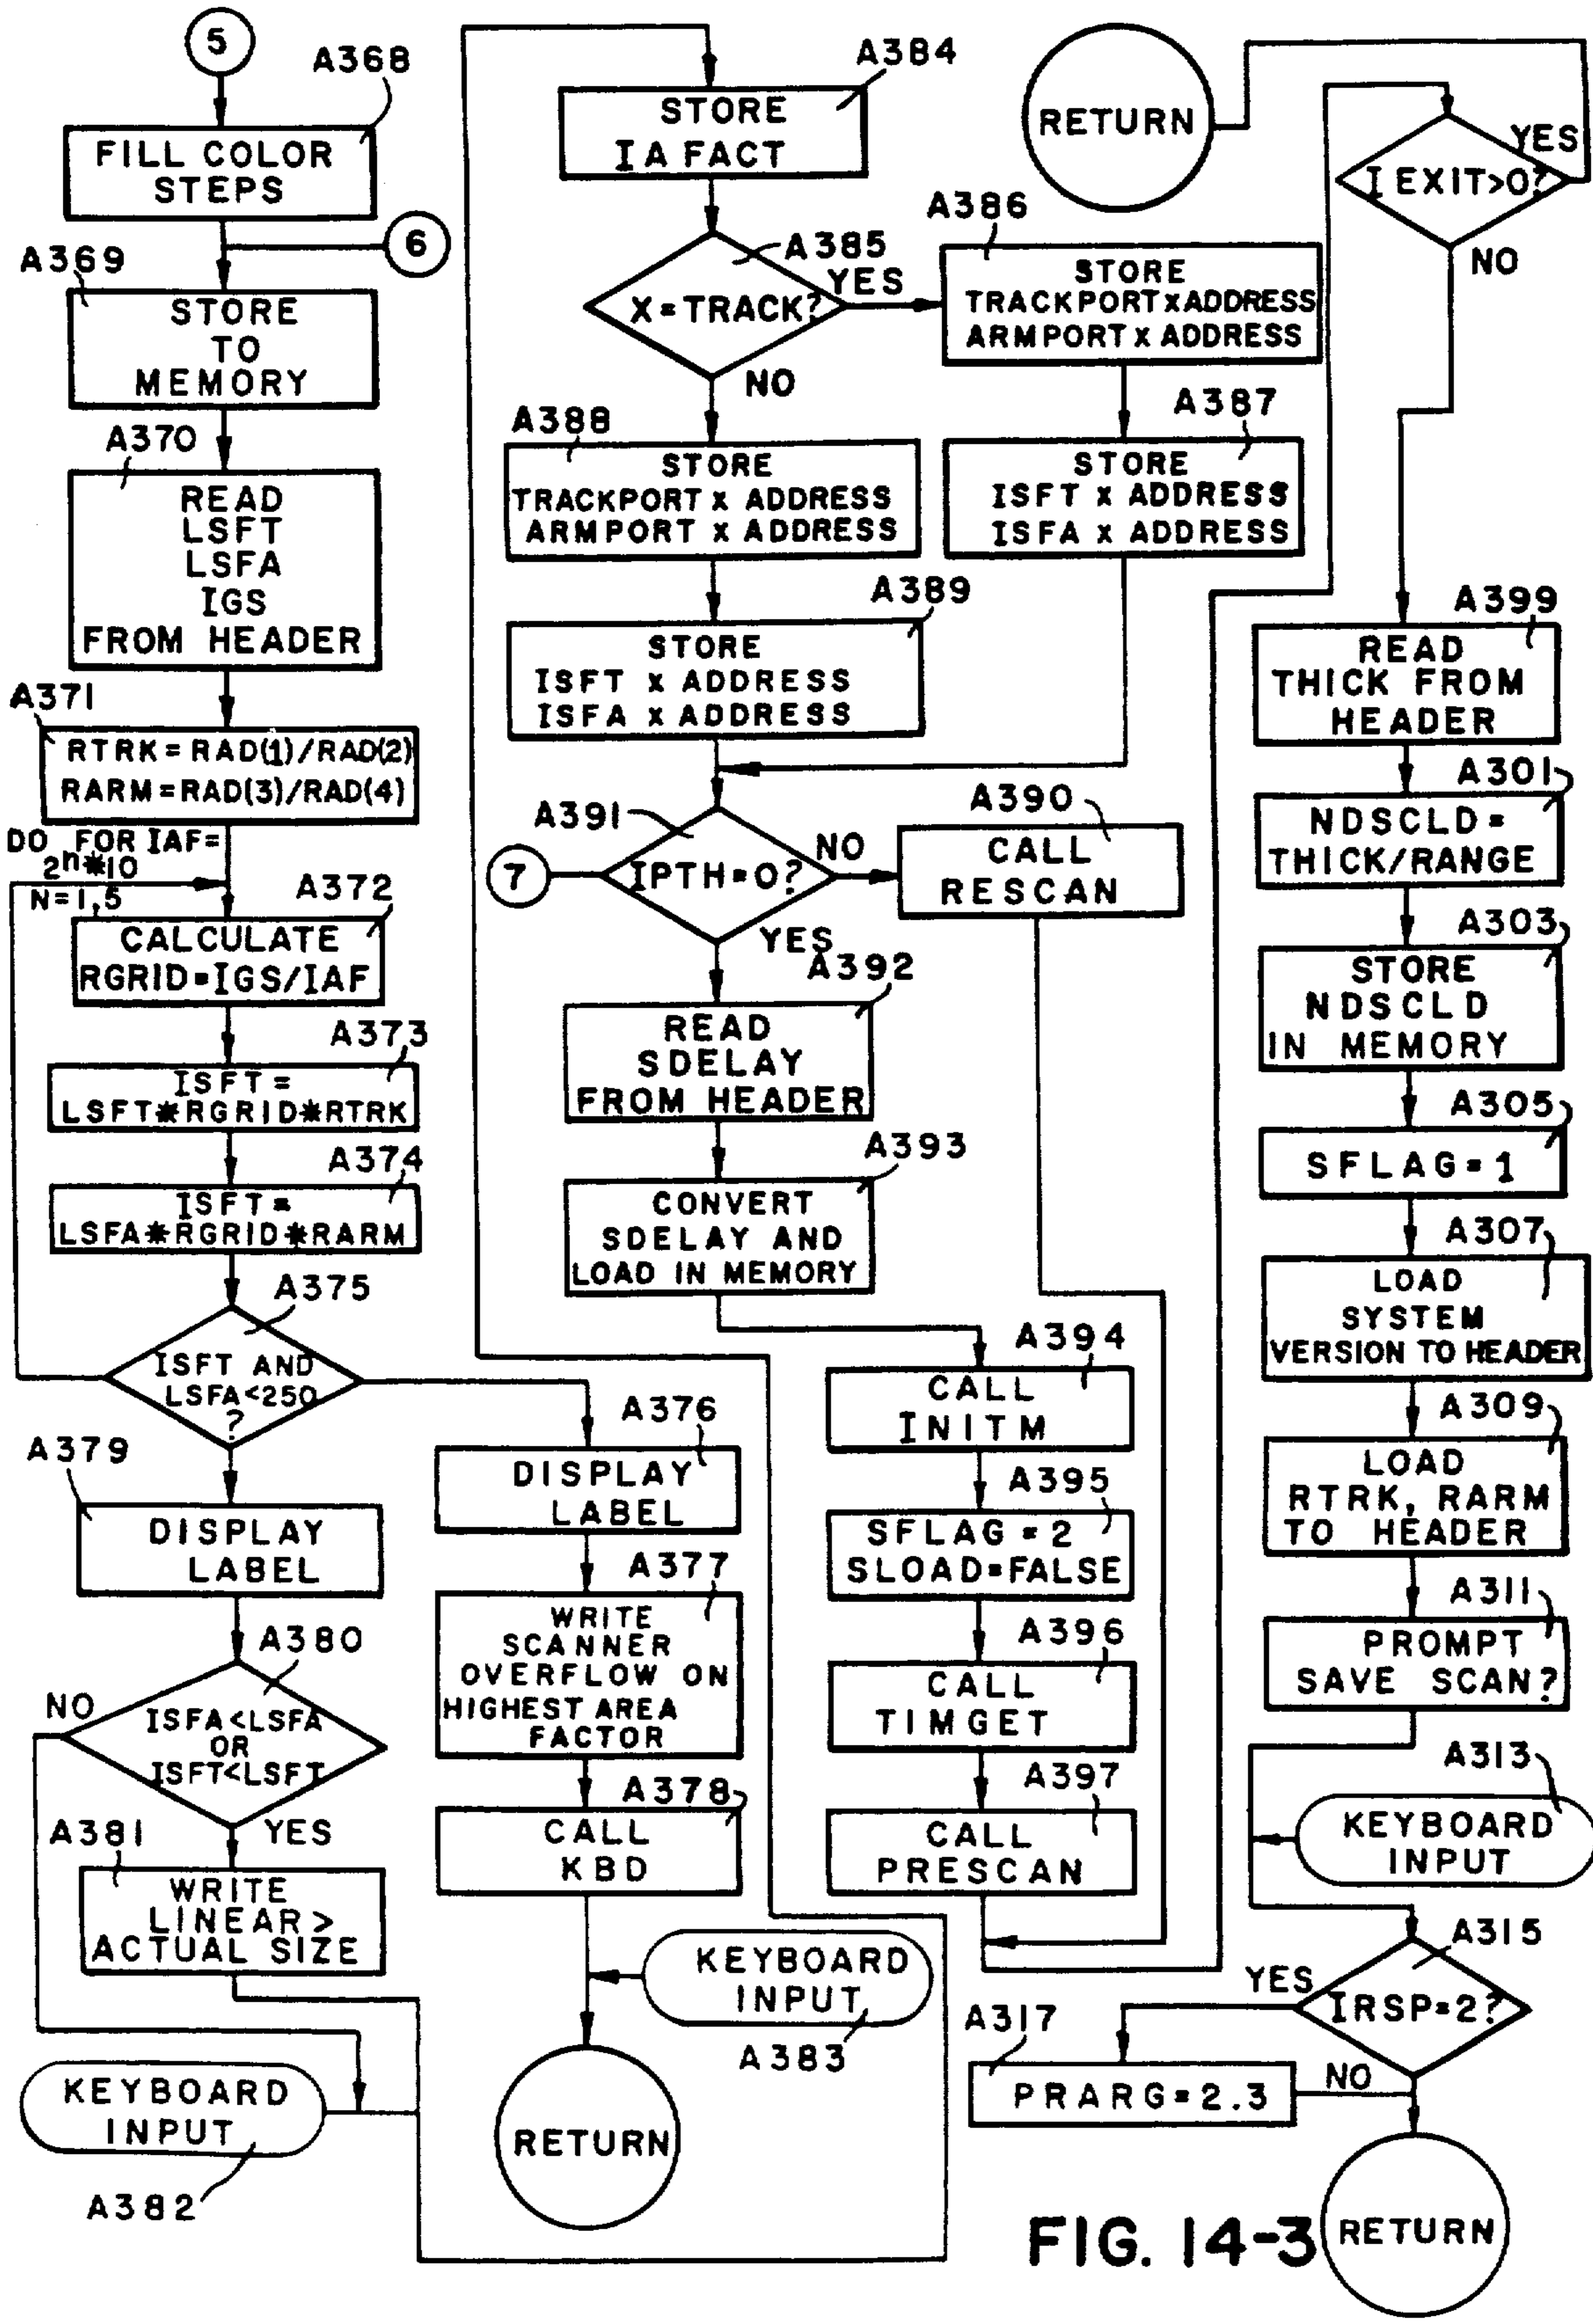 5
A368
FILL COLOR
STEPS
6
A369
STORE
TO
MEMORY
A370
READ
LSFT
LSFA
IGS
FROM HEADER
A371
RTRK=RAD(1)/RAD(2)
RARM=RAD(3)/RAD(4)
DO FOR IAF=
2n*10
N=1,5
A372
CALCULATE
RGRID=IGS/IAF
A373
ISFT=
LSFT*RGRID*RTRK
A374
ISFT=
LSFA*RGRID*RARM
A375
ISFT AND
LSFA<250
?
A379
DISPLAY
LABEL
A380
NO
ISFA<LSFA
OR
ISFT<LSFT
YES
A381
WRITE
LINEAR>
ACTUAL SIZE
KEYBOARD
INPUT
A382
A376
DISPLAY
LABEL
A377
WRITE
SCANNER
OVERFLOW ON
HIGHEST AREA
FACTOR
A378
CALL
KBD
KEYBOARD
INPUT
A383
RETURN
A384
STORE
IA FACT
A385
X=TRACK?
YES
NO
A386
STORE
TRACKPORT X ADDRESS
ARMPORT X ADDRESS
A387
STORE
ISFT X ADDRESS
ISFA X ADDRESS
A388
STORE
TRACKPORT X ADDRESS
ARMPORT X ADDRESS
A389
STORE
ISFT X ADDRESS
ISFA X ADDRESS
A391
7
IPTH=0?
NO
YES
A390
CALL
RESCAN
A392
READ
SDELAY
FROM HEADER
A393
CONVERT
SDELAY AND
LOAD IN MEMORY
A394
CALL
INITM
A395
SFLAG=2
SLOAD=FALSE
A396
CALL
TIMGET
A397
CALL
PRESCAN
RETURN
I EXIT>0?
YES
NO
A399
READ
THICK FROM
HEADER
A301
NDSCLD=
THICK/RANGE
A303
STORE
NDSCLD
IN MEMORY
A305
SFLAG=1
A307
LOAD
SYSTEM
VERSION TO HEADER
A309
LOAD
RTRK, RARM
TO HEADER
A311
PROMPT
SAVE SCAN?
A313
KEYBOARD
INPUT
A315
YES
IRSP=2?
A317
PRARG=2.3
NO
RETURN
FIG. 14-3